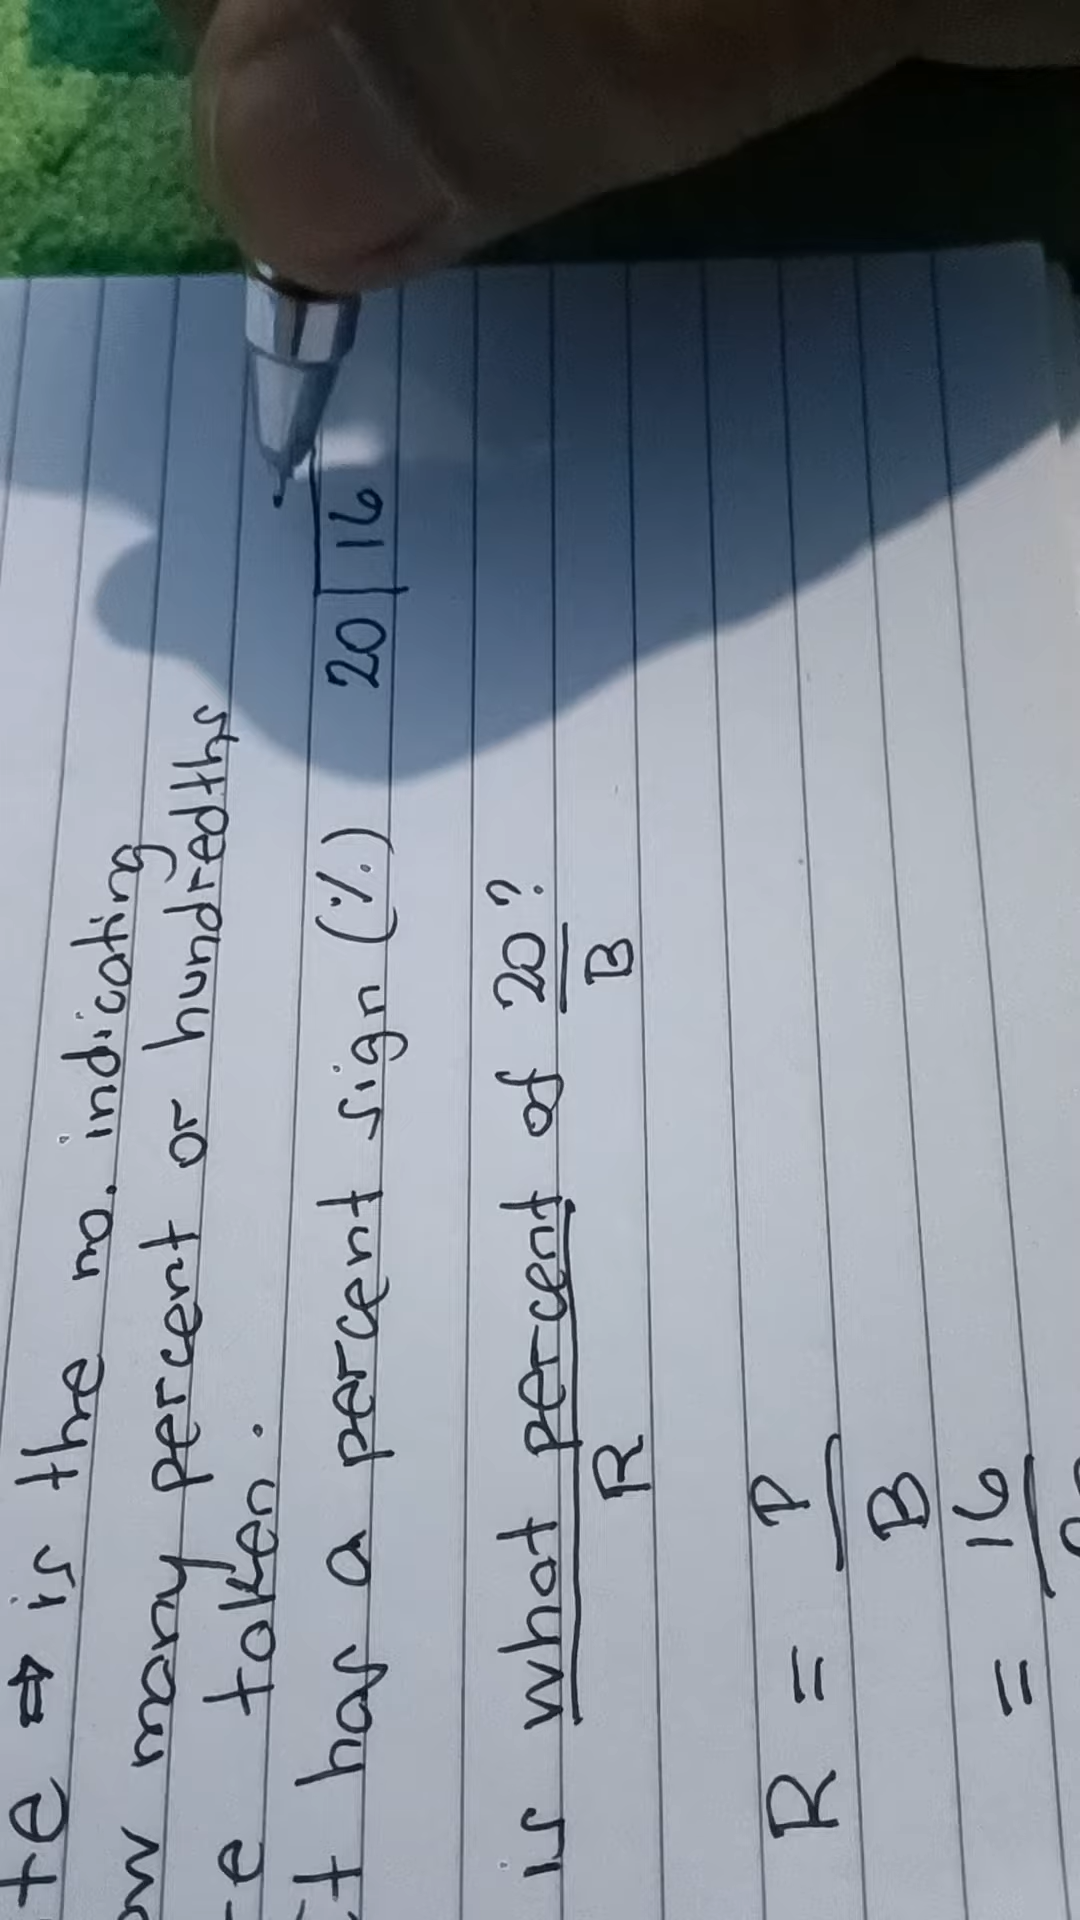 te ⇒ is the no. indicating
ow many percent or hundredths
e taken.
t has a percent sign (%)
20 16
is what percent of 20?
R B
R = P
B
= 16